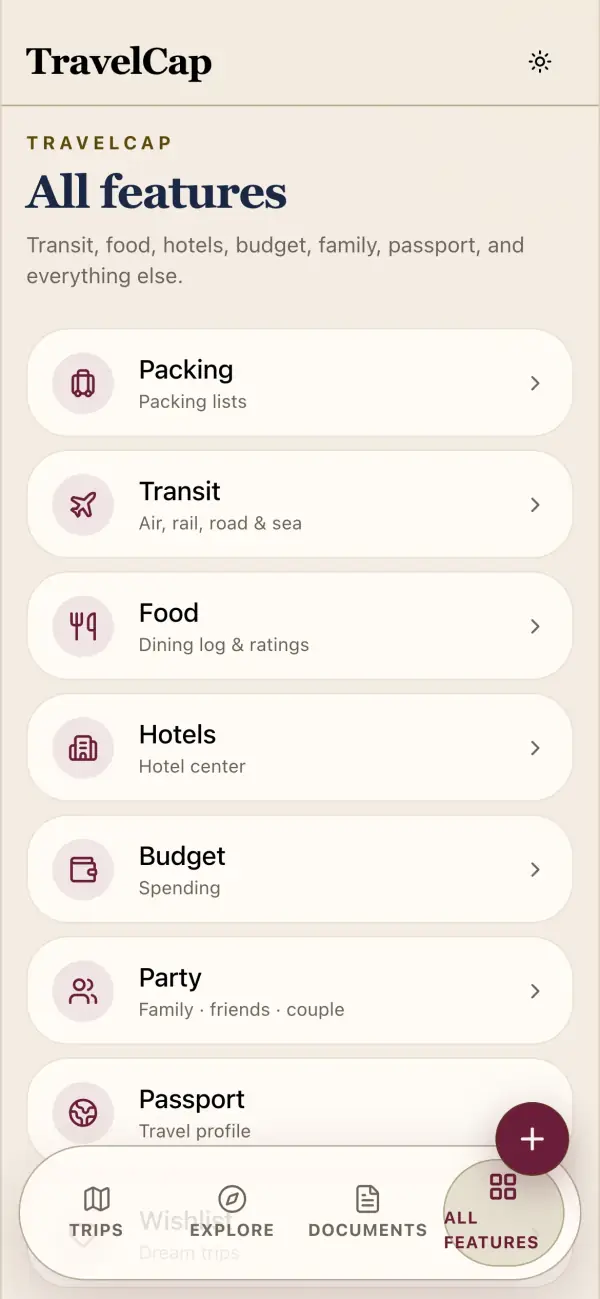 TravelCap
TRAVELCAP
All features
Transit, food, hotels, budget, family, passport, and
everything else.
Packing
Packing lists
Transit
Air, rail, road & sea
Food
Dining log & ratings
Hotels
Hotel center
Budget
Spending
Party
Family · friends · couple
Passport
Travel profile
Wishlist
Dream trips
TRIPS
EXPLORE
DOCUMENTS
ALL
FEATURES